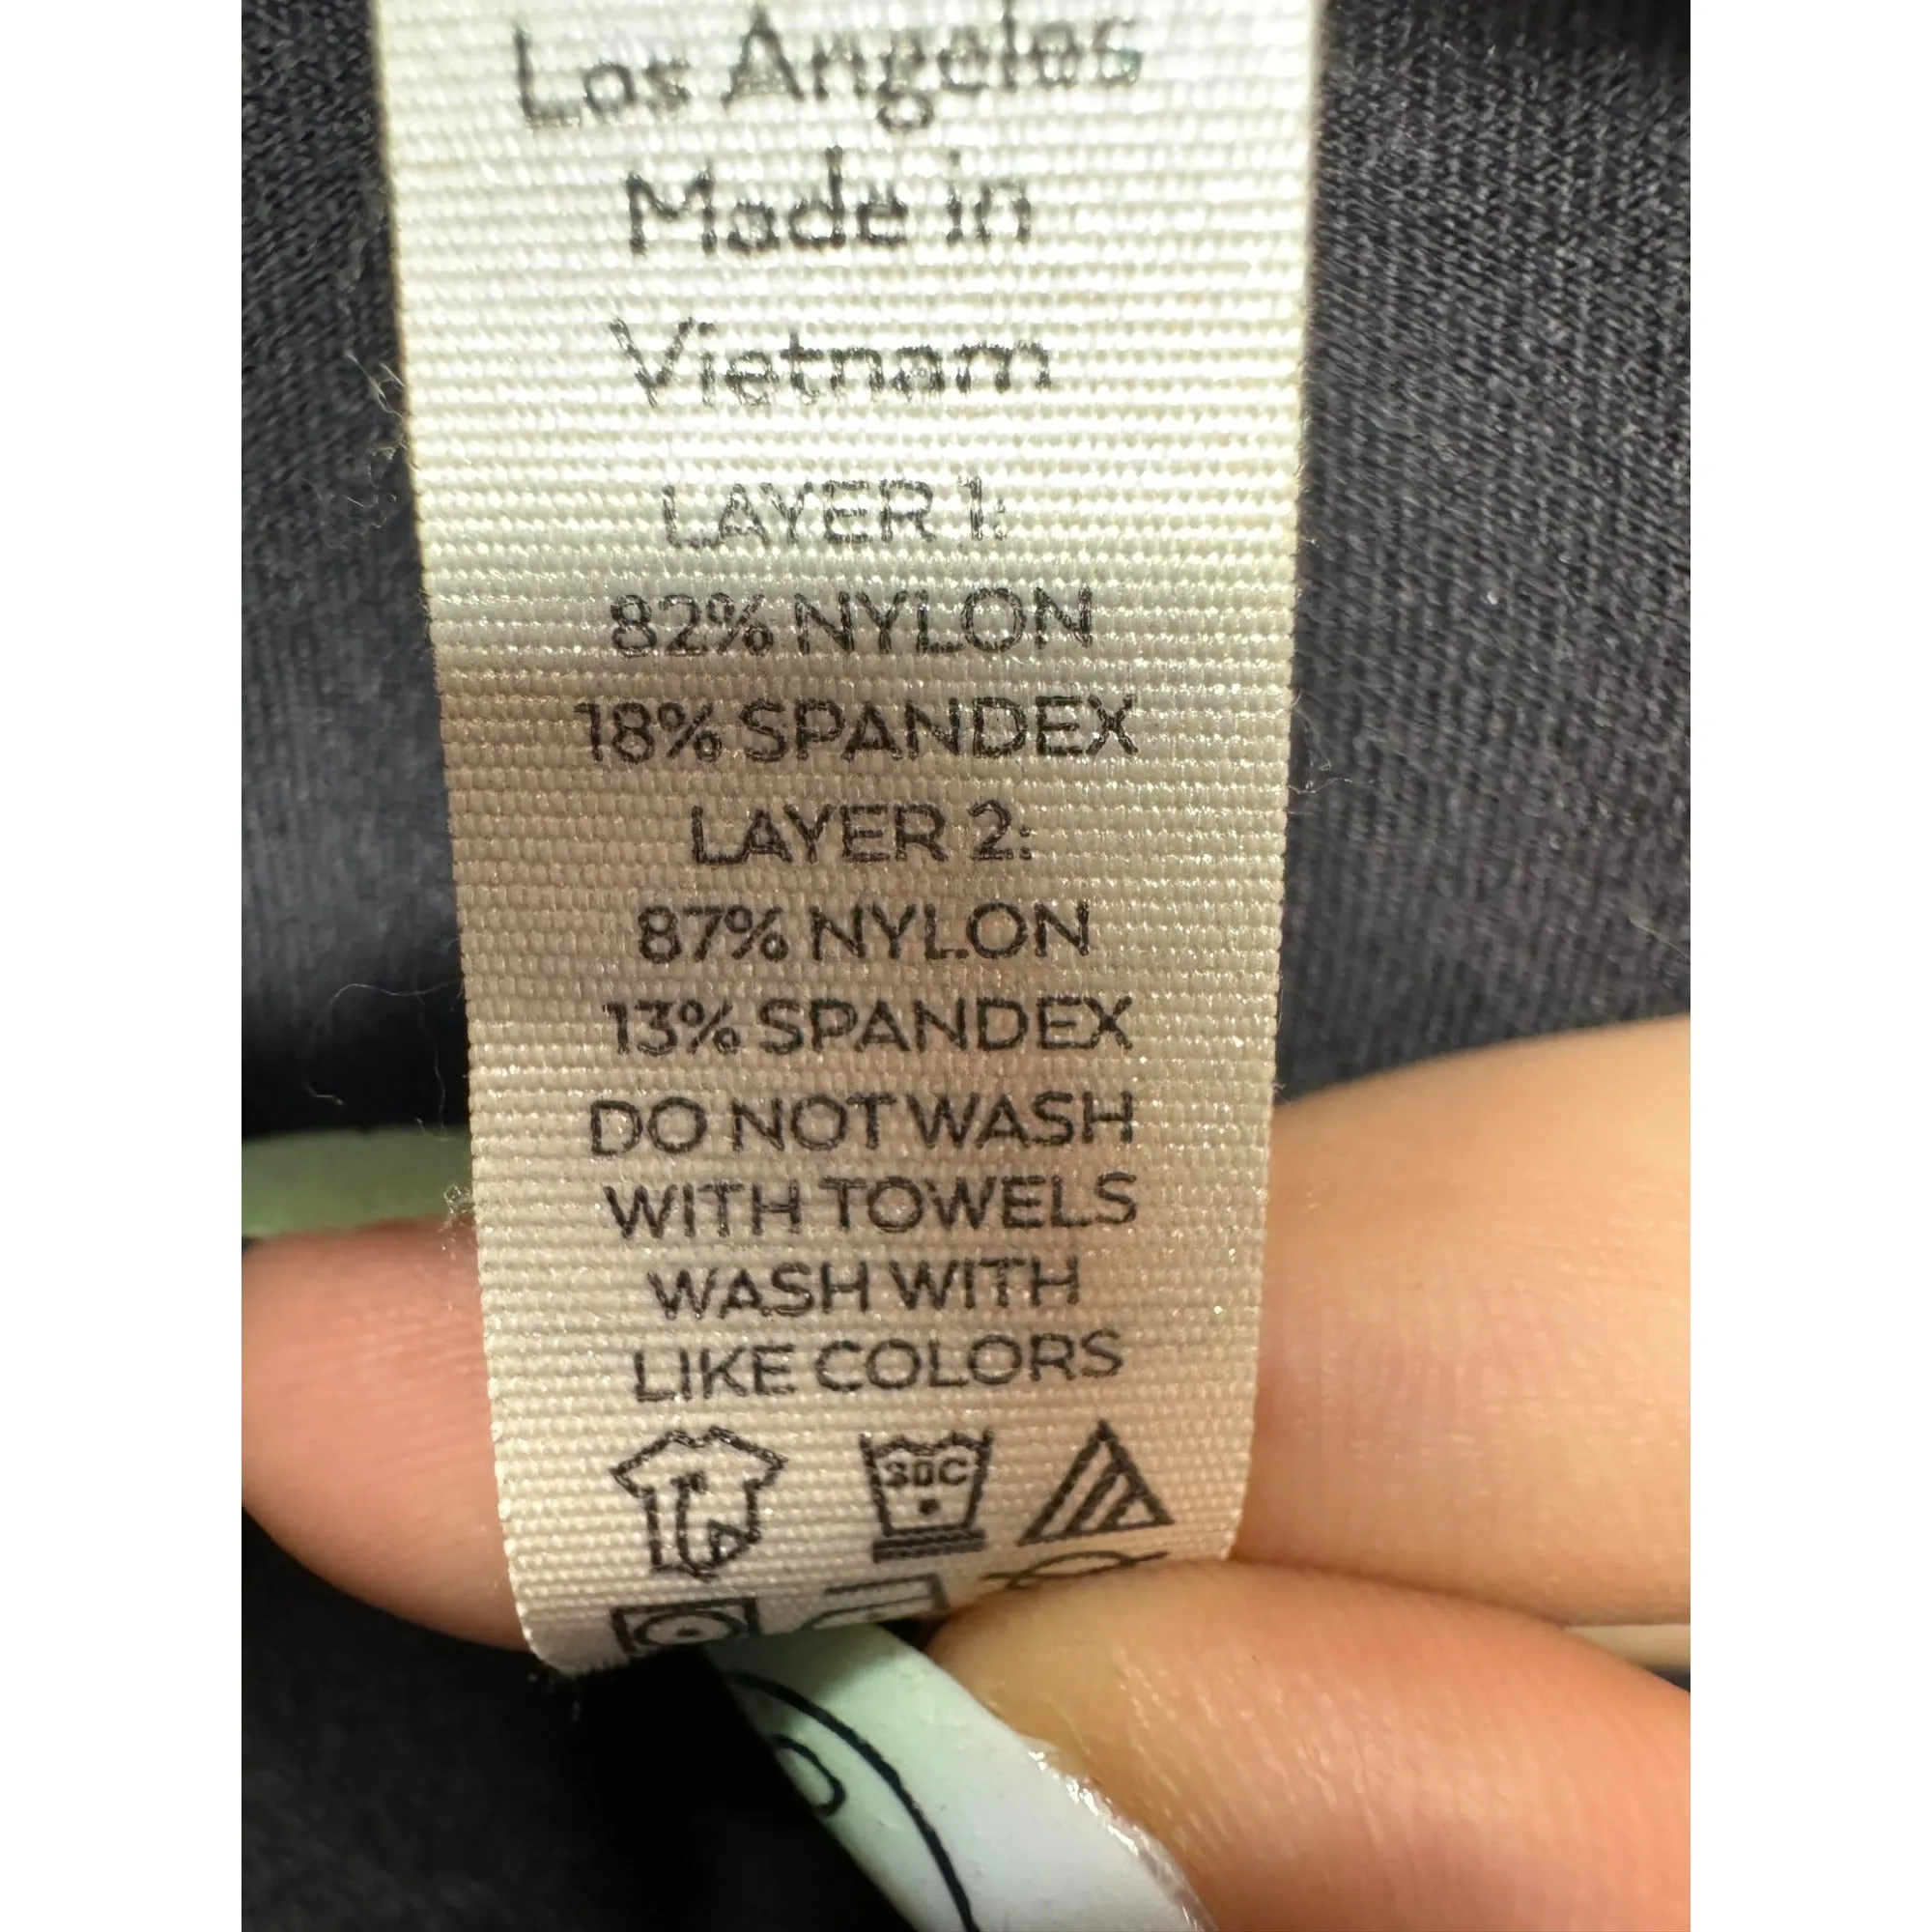 Los Angeles
Made in
Vietnam
LAYER 1:
82% NYLON
18% SPANDEX
LAYER 2:
87% NYLON
13% SPANDEX
DO NOT WASH
WITH TOWELS
WASH WITH
LIKE COLORS